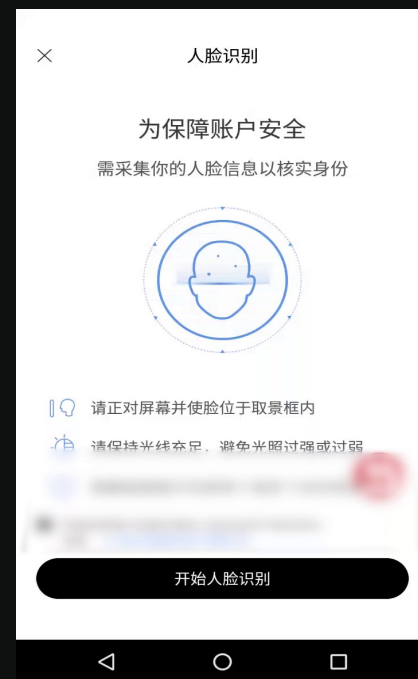 人脸识别
为保障账户安全
需采集你的人脸信息以核实身份
请正对屏幕并使脸位于取景框内
请保持光线充足，避免光照过强或过弱
开始人脸识别